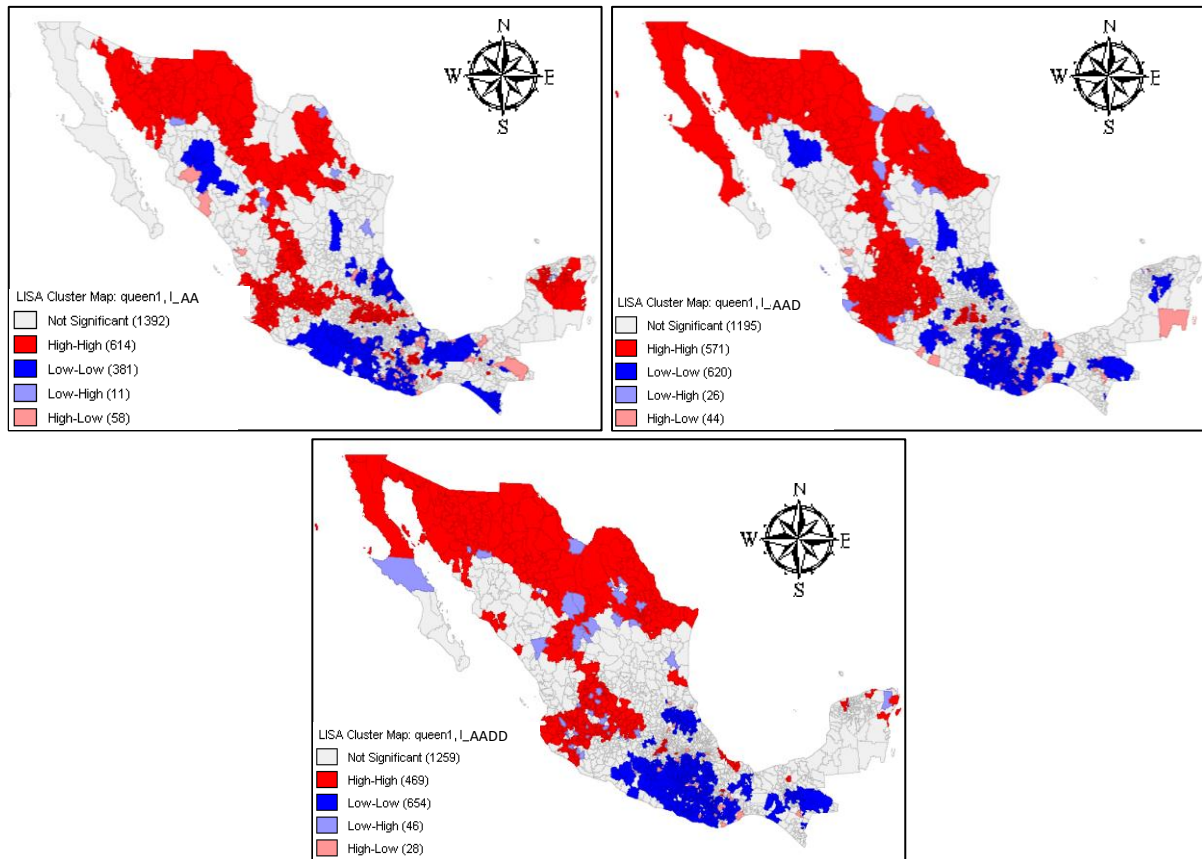 N
W E
S
LISA Cluster Map: queen1, I_AA
Not Significant (1392)
High-High (614)
Low-Low (381)
Low-High (11)
High-Low (58)
N
W E
S
LISA Cluster Map: queen1, I_AAD
Not Significant (1195)
High-High (571)
Low-Low (620)
Low-High (26)
High-Low (44)
N
W E
S
LISA Cluster Map: queen1, I_AADD
Not Significant (1259)
High-High (469)
Low-Low (654)
Low-High (46)
High-Low (28)